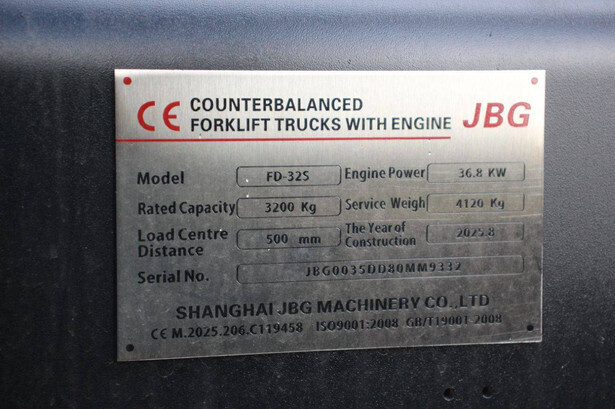 CE COUNTERBALANCED
FORKLIFT TRUCKS WITH ENGINE JBG
Model FD-32S Engine Power 36.8 KW
Rated Capacity 3200 Kg Service Weigh 4120 Kg
Load Centre Distance 500 mm The Year of Construction 2025.8
Serial No. JBG0035DD80MM9332
SHANGHAI JBG MACHINERY CO.,LTD
CE M.2025.206.C119458 ISO9001:2008 GB/T19001-2008